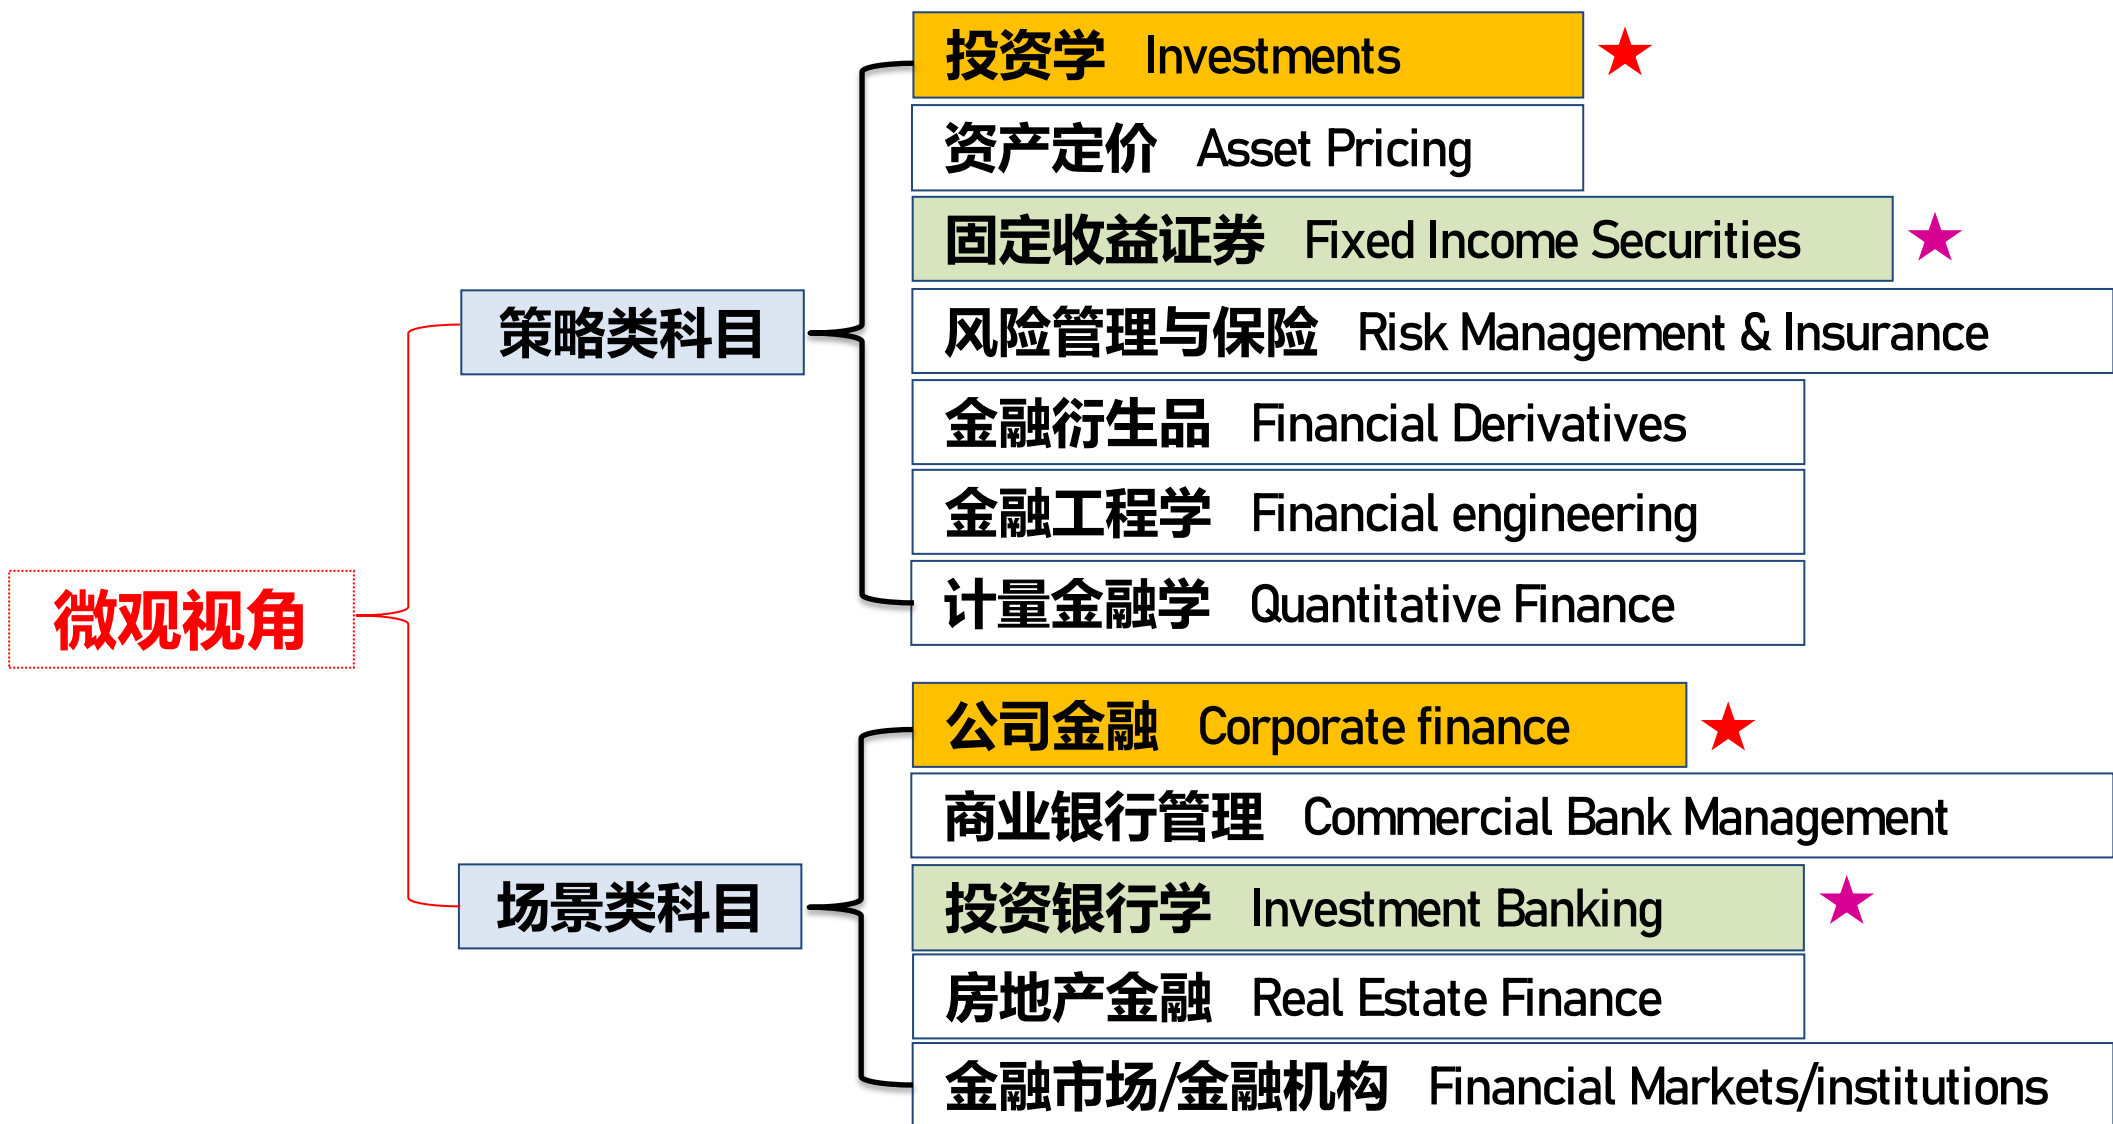 微观视角
策略类科目
投资学 Investments
资产定价 Asset Pricing
固定收益证券 Fixed Income Securities
风险管理与保险 Risk Management & Insurance
金融衍生品 Financial Derivatives
金融工程学 Financial engineering
计量金融学 Quantitative Finance
场景类科目
公司金融 Corporate finance
商业银行管理 Commercial Bank Management
投资银行学 Investment Banking
房地产金融 Real Estate Finance
金融市场/金融机构 Financial Markets/institutions